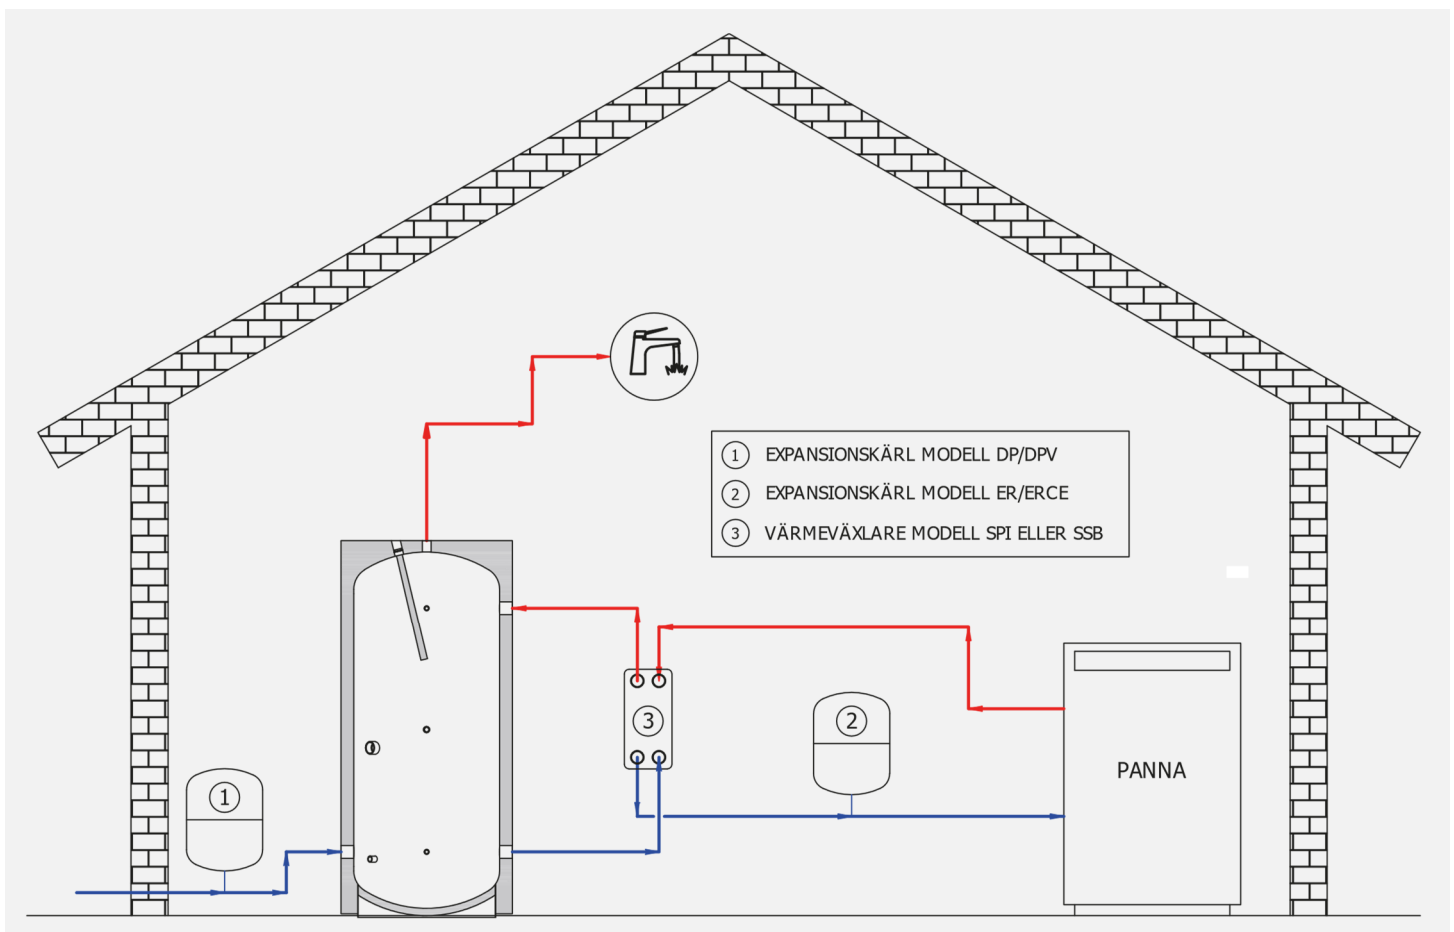 1 EXPANSIONSKÄRL MODELL DP/DPV
2 EXPANSIONSKÄRL MODELL ER/ERCE
3 VÄRMEVÄXLARE MODELL SPI ELLER SSB
3
2
PANNA
1